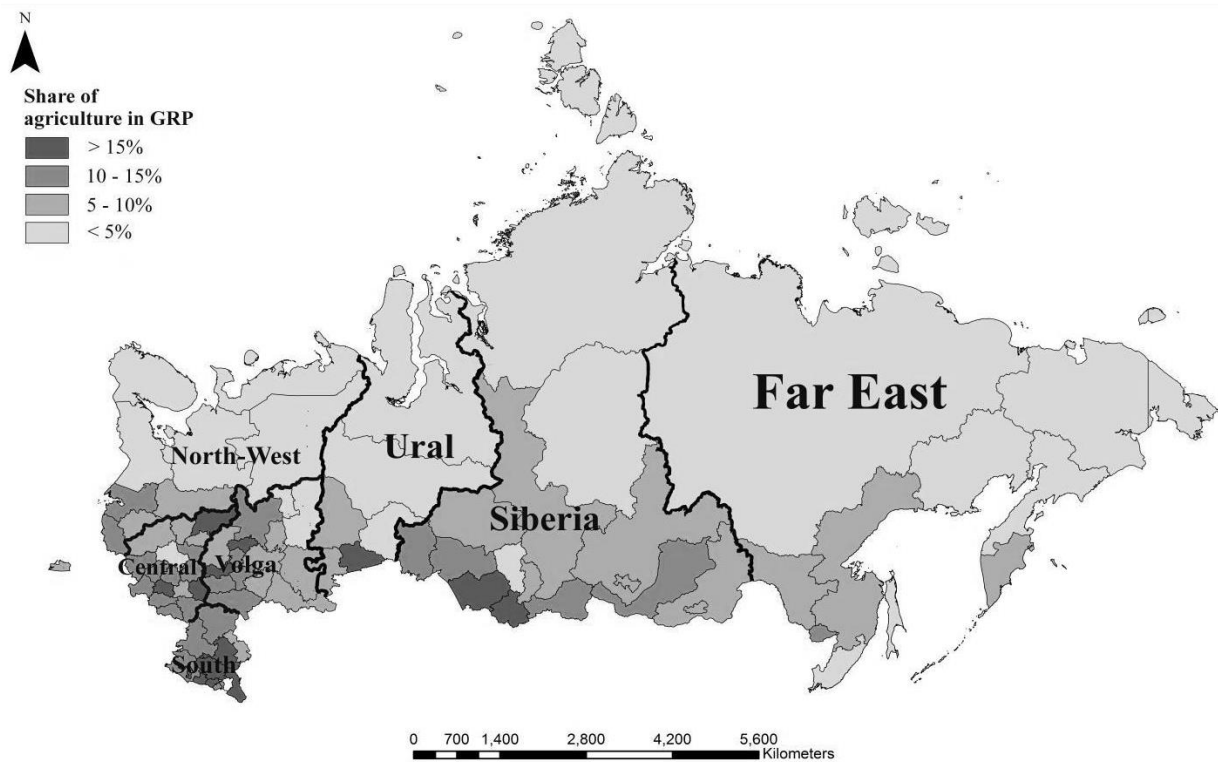 N
Share of
agriculture in GRP
> 15%
10 - 15%
5 - 10%
< 5%
Far East
North-West
Ural
Siberia
Central
Volga
South
0 700 1,400 2,800 4,200 5,600
Kilometers